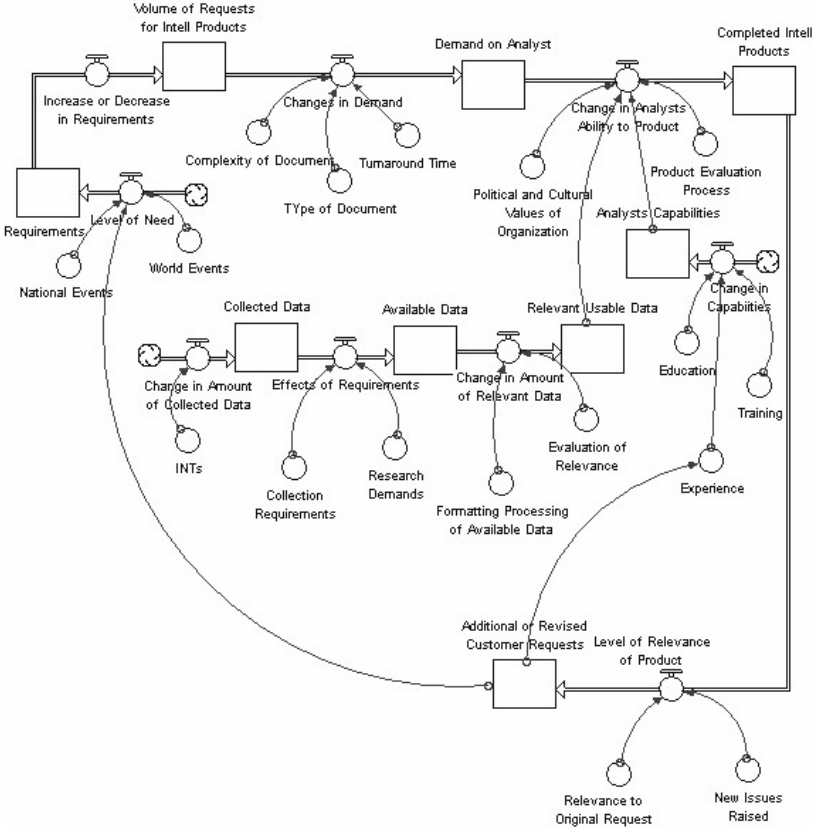 Volume of Requests
for Intell Products
Completed Intell
Products
Demand on Analyst
Increase or Decrease
in Requirements
Changes in Demand
Change in Analysts
Ability to Product
Complexity of Document
Turnaround Time
Product Evaluation
Process
TYpe of Document
Political and Cultural
Values of
Organization
Analysts Capabilities
Requirements
Level of Need
World Events
National Events
Change in
Capabiities
Collected Data
Available Data
Relevant Usable Data
Change in Amount
of Collected Data
Effects of Requirements
Change in Amount
of Relevant Data
Education
Training
INTs
Collection
Requirements
Research
Demands
Evaluation of
Relevance
Formatting Processing
of Available Data
Experience
Additional or Revised
Customer Requests
Level of Relevance
of Product
Relevance to
Original Request
New Issues
Raised